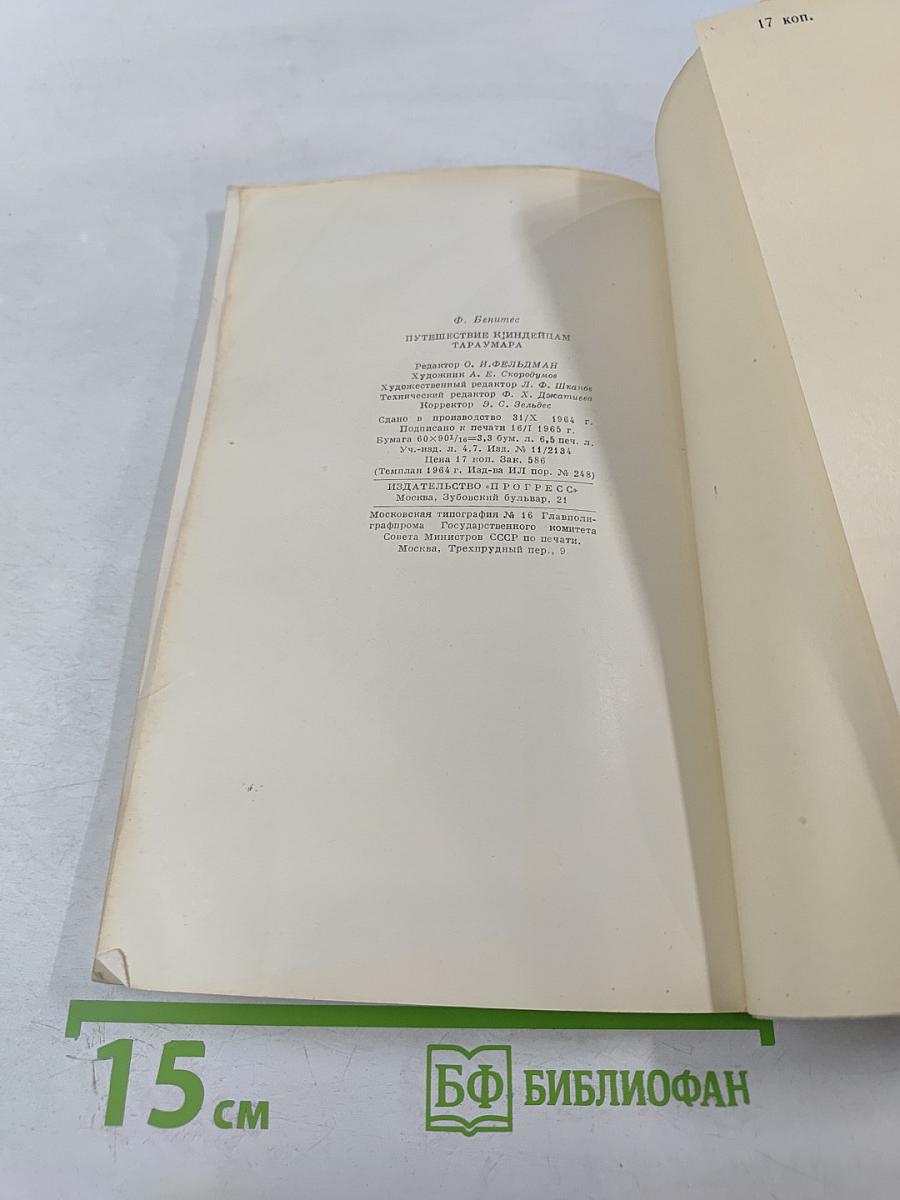 17 коп.
Ф. Бенитес
ПУТЕШЕСТВИЕ К ИНДЕЙЦАМ
ТАРАУМАРА
Редактор О. И. ФЕЛЬДМАН
Художник А. Е. Скородумов
Художественный редактор Л. Ф. Шканов
Технический редактор Ф. Х. Джатиева
Корректор Э. С. Зельдес
Сдано в производство 31/X 1964 г.
Подписано к печати 16/I 1965 г.
Бумага 60×90 1/16=3,3 бум. л. 6,5 печ. л.
Уч.-изд. л. 4,7. Изд. № 11/2134
Цена 17 коп. Зак. 586
(Темплан 1964 г. Изд-ва ИЛ пор. № 248)
ИЗДАТЕЛЬСТВО «ПРОГРЕСС»
Москва, Зубовский бульвар, 21
Московская типография № 16 Главполи-
графпрома Государственного комитета
Совета Министров СССР по печати.
Москва, Трехпрудный пер., 9
15 см
БФ БИБЛИОФАН